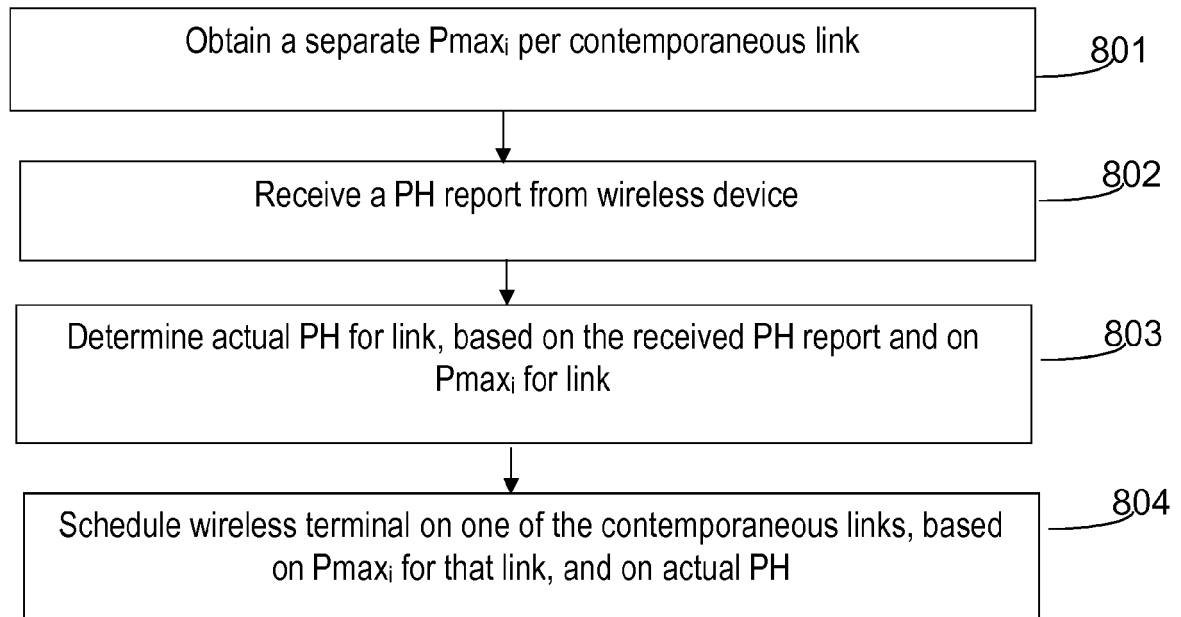 Obtain a separate Pmaxi per contemporaneous link
801
Receive a PH report from wireless device
802
Determine actual PH for link, based on the received PH report and on
Pmaxi for link
803
Schedule wireless terminal on one of the contemporaneous links, based
on Pmaxi for that link, and on actual PH
804